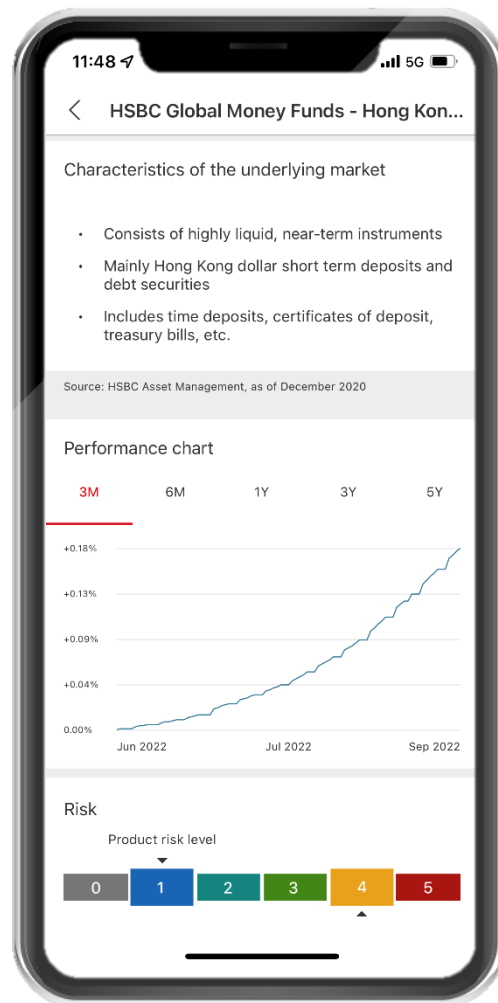 11:48
5G
HSBC Global Money Funds - Hong Kon...
Characteristics of the underlying market
• Consists of highly liquid, near-term instruments
• Mainly Hong Kong dollar short term deposits and
debt securities
• Includes time deposits, certificates of deposit,
treasury bills, etc.
Source: HSBC Asset Management, as of December 2020
Performance chart
3M 6M 1Y 3Y 5Y
+0.18%
+0.13%
+0.09%
+0.04%
0.00%
Jun 2022 Jul 2022 Sep 2022
Risk
Product risk level
0 1 2 3 4 5